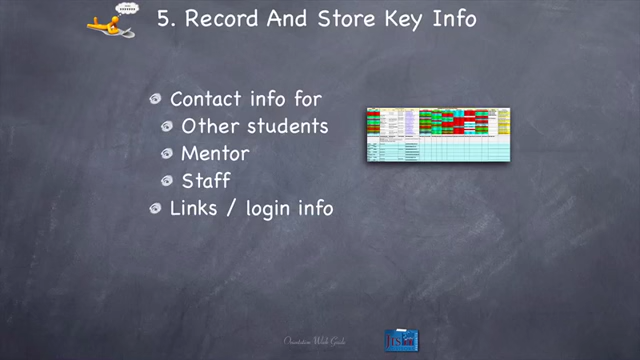 5. Record And Store Key Info
Contact info for
Other students
Mentor
Staff
Links / login info